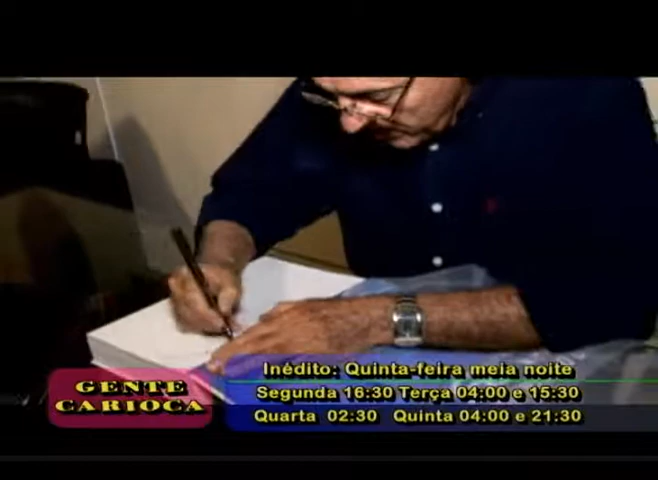 GENTE
CARIOCA
Inédito: Quinta-feira meia noite
Segunda 16:30 Terça 04:00 e 15:30
Quarta 02:30 Quinta 04:00 e 21:30